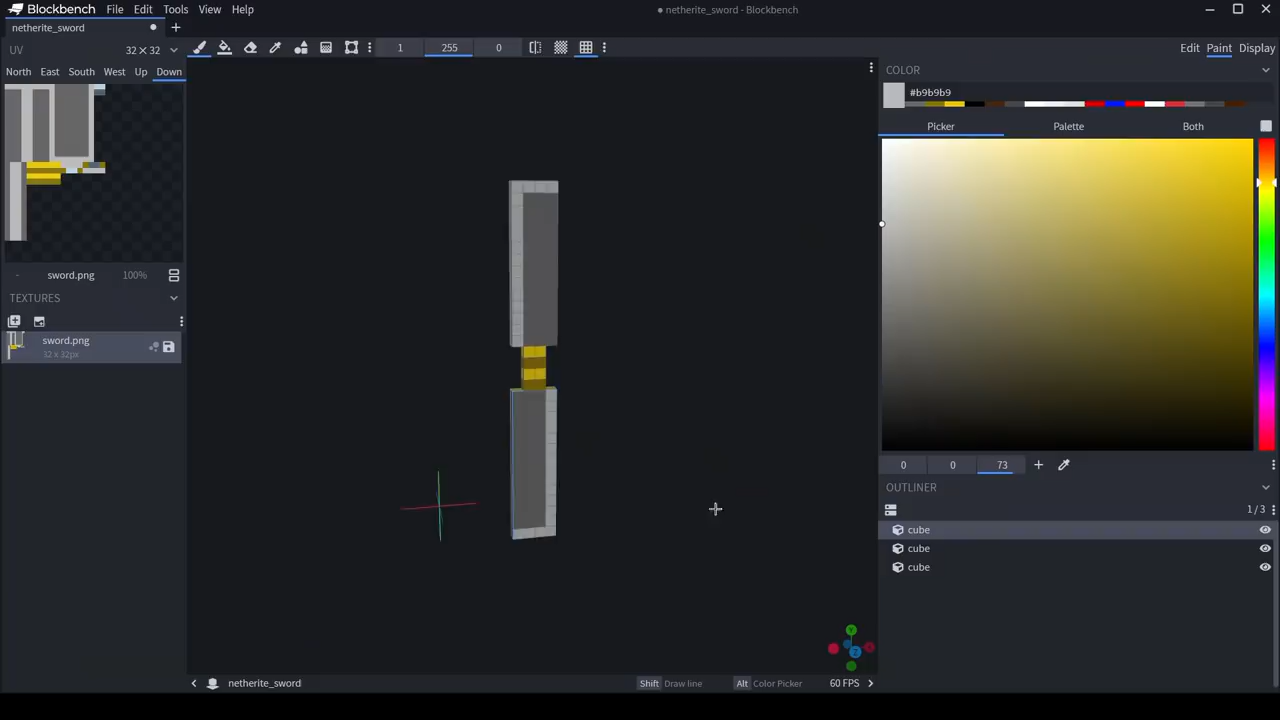 Blockbench File Edit Tools View Help
netherite_sword - Blockbench
netherite_sword
UV 32 × 32
1 255 0
Edit Paint Display
North East South West Up Down
COLOR
#b9b9b9
Picker Palette Both
- sword.png 100%
TEXTURES
sword.png
32 x 32px
0 0 73
OUTLINER
1 / 3
cube
cube
cube
netherite_sword
Shift Draw line Alt Color Picker 60 FPS